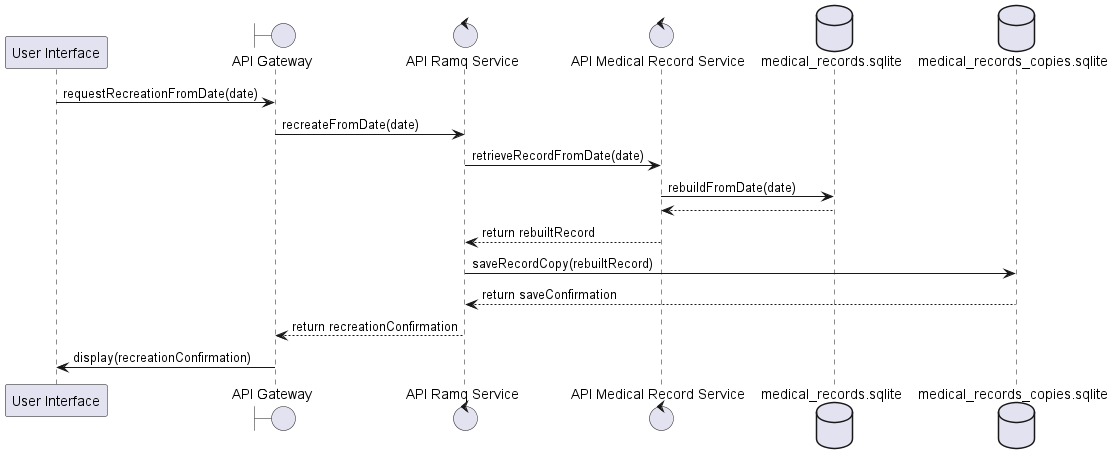 User Interface
API Gateway
API Ramq Service
API Medical Record Service
medical_records.sqlite
medical_records_copies.sqlite
requestRecreationFromDate(date)
recreateFromDate(date)
retrieveRecordFromDate(date)
rebuildFromDate(date)
return rebuiltRecord
saveRecordCopy(rebuiltRecord)
return saveConfirmation
return recreationConfirmation
display(recreationConfirmation)
User Interface
API Gateway
API Ramq Service
API Medical Record Service
medical_records.sqlite
medical_records_copies.sqlite